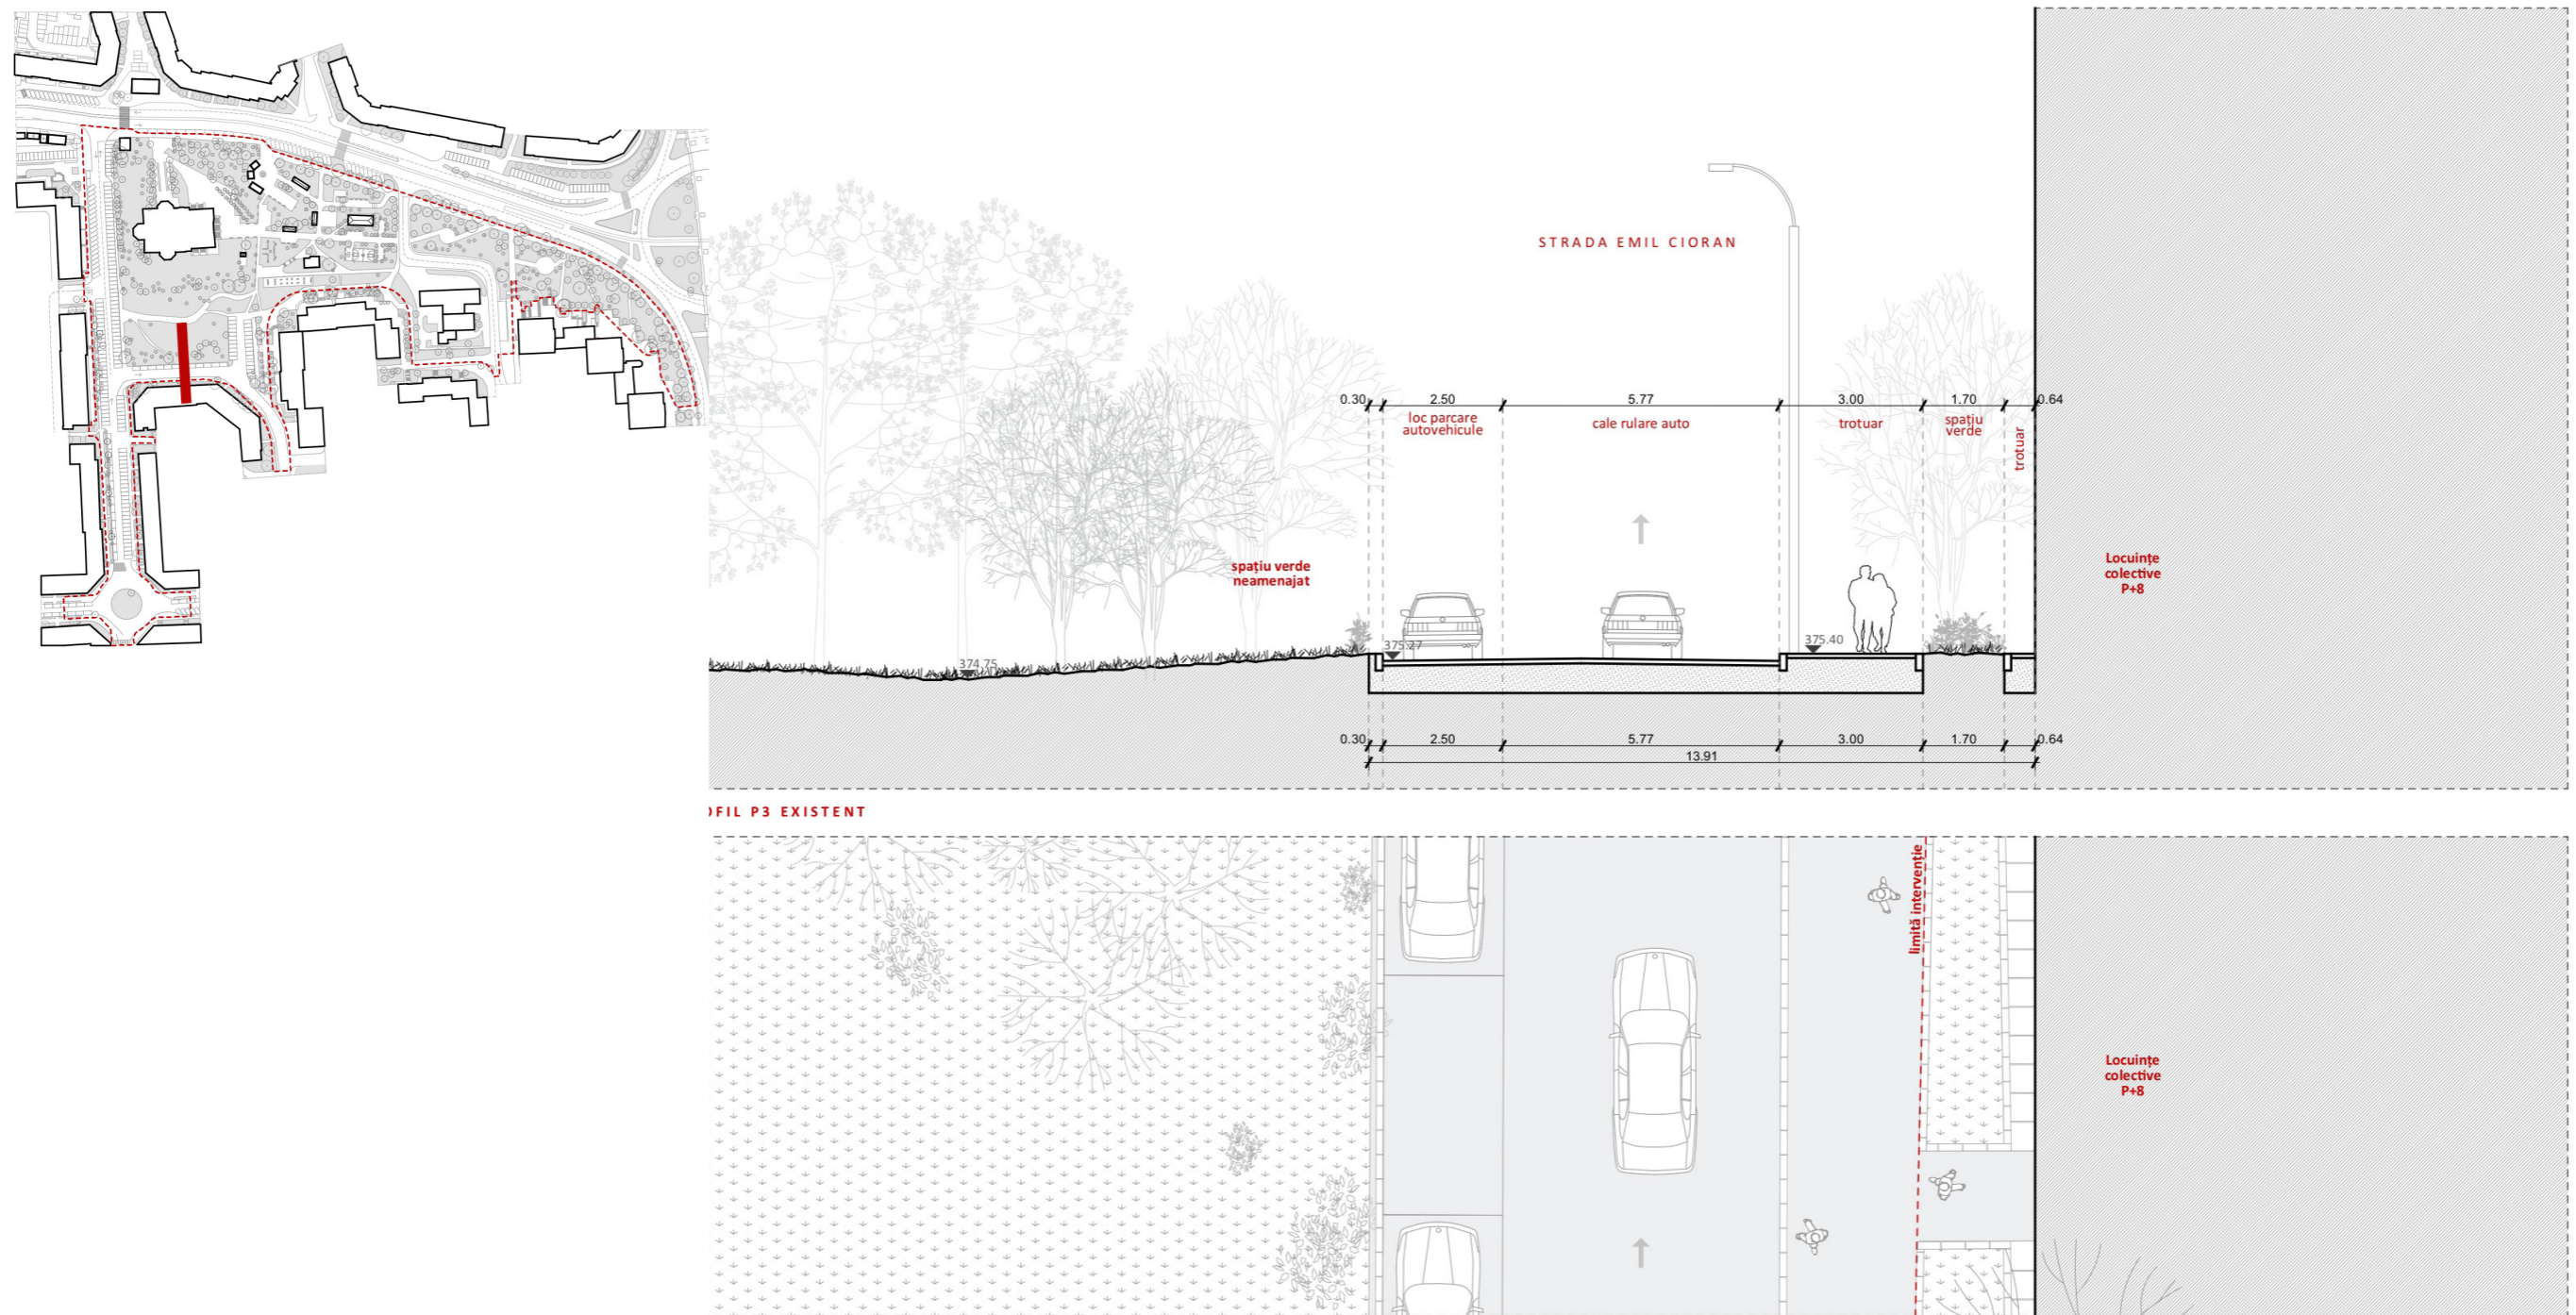 STRADA EMIL CIORAN
0.30 2.50 5.77 3.00 1.70 0.64
loc parcare
autovehicule
cale rulare auto
trotuar
spațiu
verde
trotuar
spațiu verde
neamenajat
Locuințe
colective
P+8
374.75
375.27
375.40
0.30 2.50 5.77 3.00 1.70 0.64
13.91
FIL P3 EXISTENT
limită intervenție
Locuințe
colective
P+8